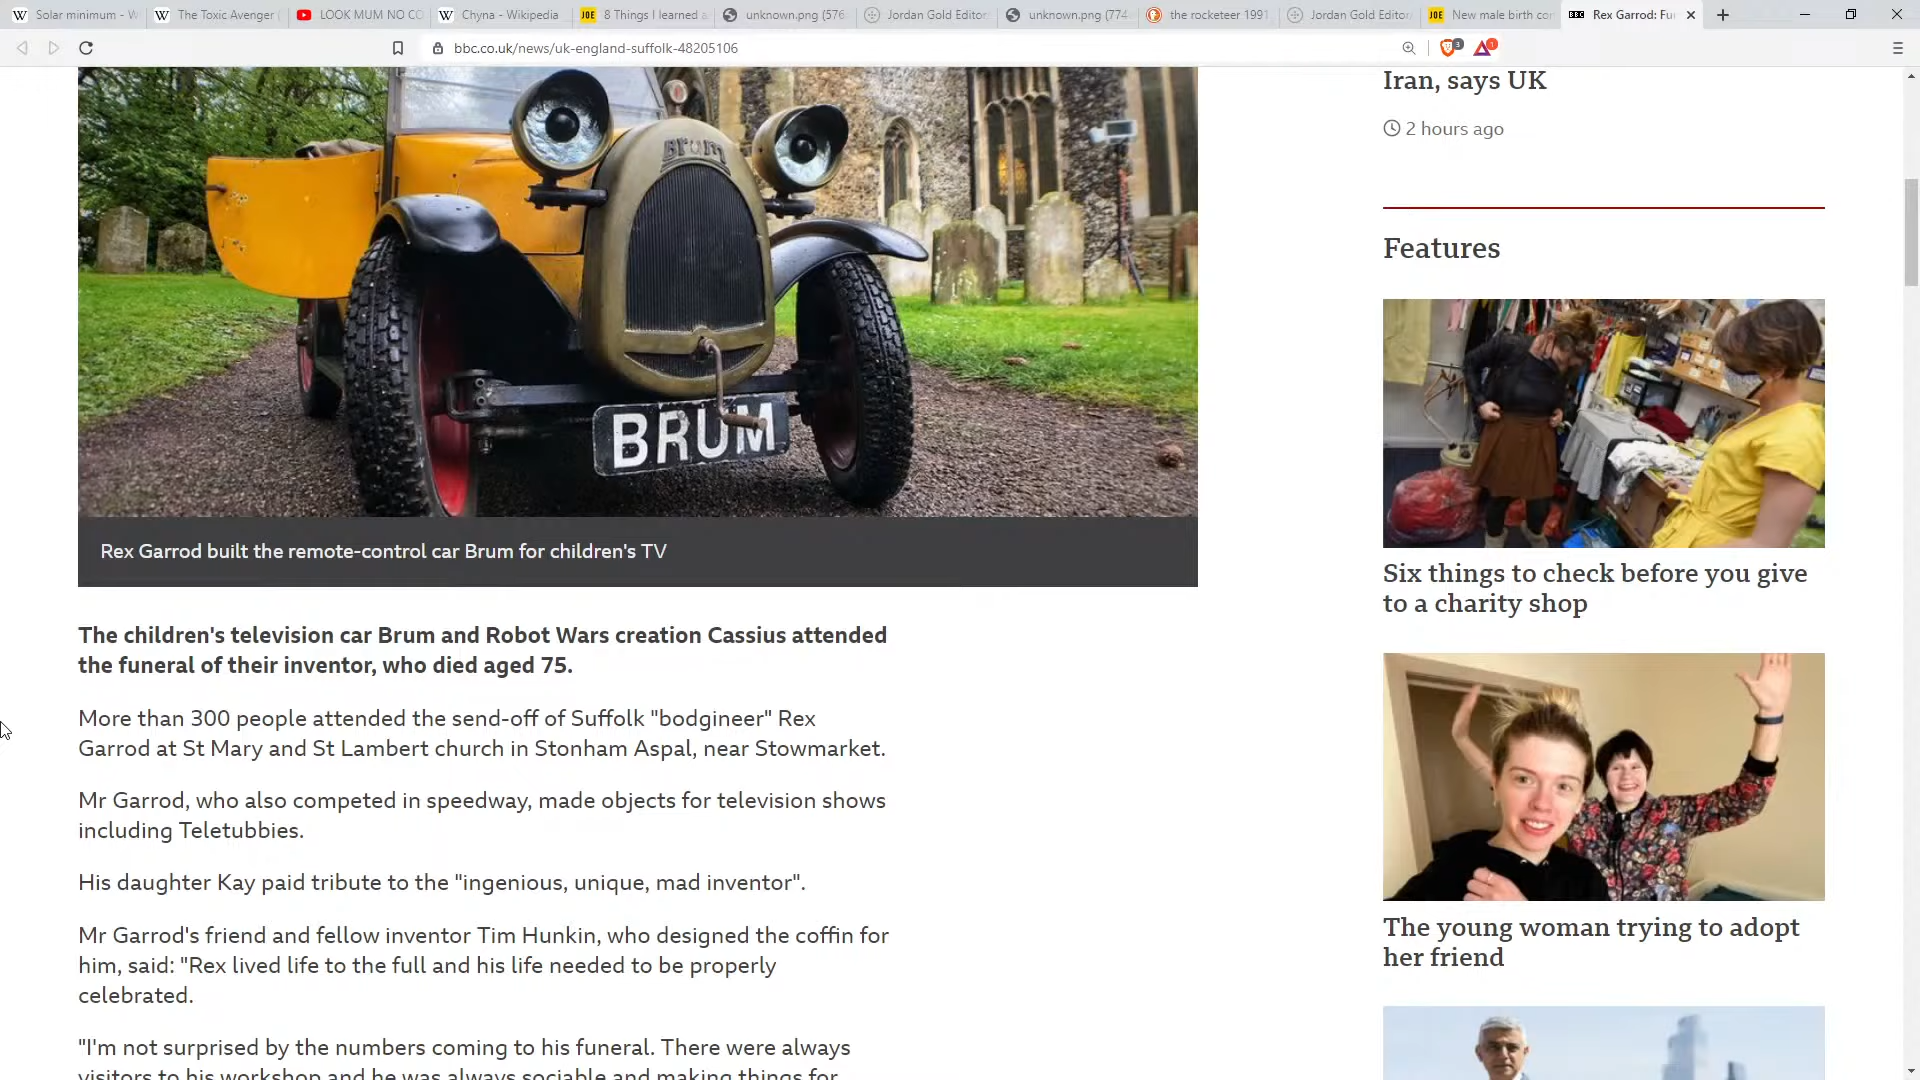 Solar minimum - W
The Toxic Avenger (
LOOK MUM NO CO
Chyna - Wikipedia
JOE 8 Things I learned a
unknown.png (576
Jordan Gold Editor
unknown.png (774
the rocketeer 1991
Jordan Gold Editor
JOE New male birth con
BBC Rex Garrod: Fun
bbc.co.uk/news/uk-england-suffolk-48205106
3
1
Brum
BRUM
Rex Garrod built the remote-control car Brum for children's TV
The children's television car Brum and Robot Wars creation Cassius attended
the funeral of their inventor, who died aged 75.
More than 300 people attended the send-off of Suffolk "bodgineer" Rex
Garrod at St Mary and St Lambert church in Stonham Aspal, near Stowmarket.
Mr Garrod, who also competed in speedway, made objects for television shows
including Teletubbies.
His daughter Kay paid tribute to the "ingenious, unique, mad inventor".
Mr Garrod's friend and fellow inventor Tim Hunkin, who designed the coffin for
him, said: "Rex lived life to the full and his life needed to be properly
celebrated.
"I'm not surprised by the numbers coming to his funeral. There were always
visitors to his workshop and he was always sociable and making things for
Iran, says UK
2 hours ago
Features
Six things to check before you give
to a charity shop
The young woman trying to adopt
her friend